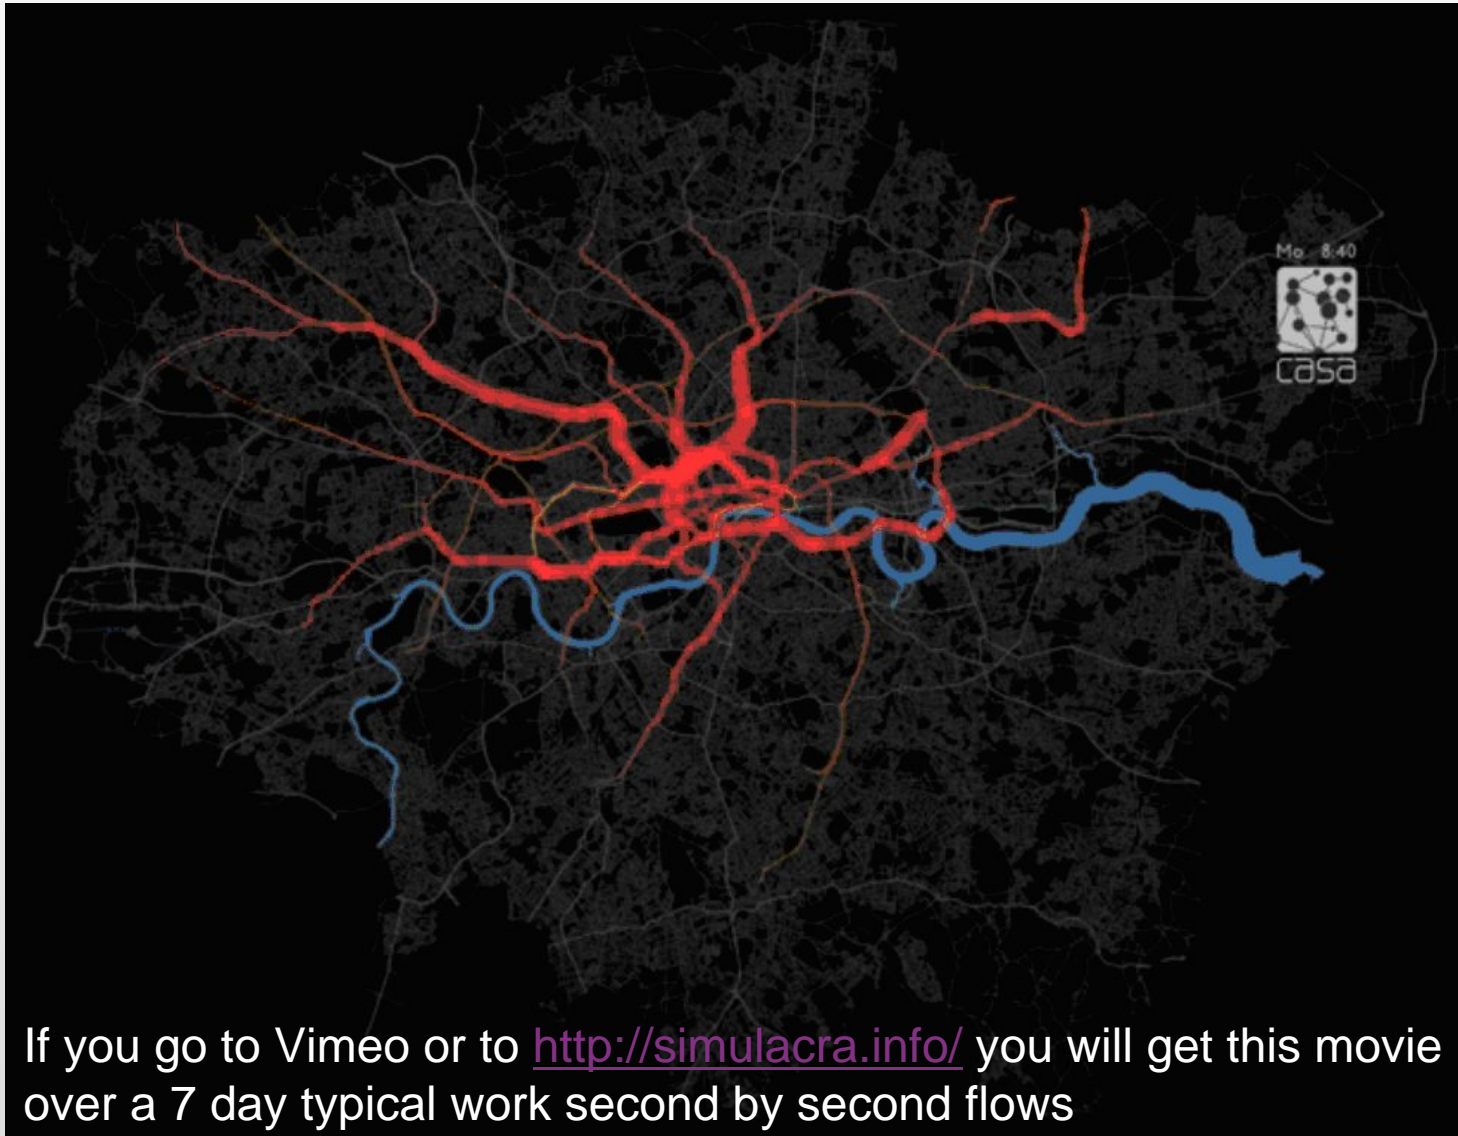 Mo 8:40
casa
If you go to Vimeo or to http://simulacra.info/ you will get this movie
over a 7 day typical work second by second flows